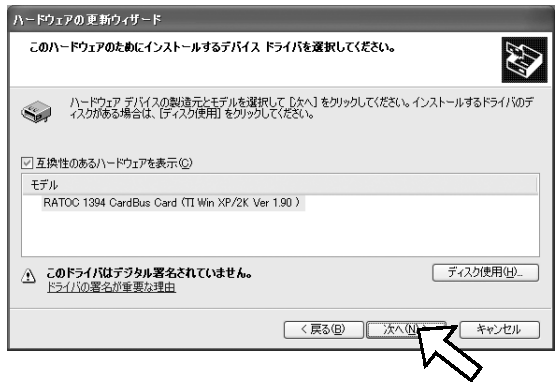 ハードウェアの更新ウィザード
このハードウェアのためにインストールするデバイス ドライバを選択してください。
ハードウェア デバイスの製造元とモデルを選択して [次へ] をクリックしてください。インストールするドライバのデ
ィスクがある場合は、[ディスク使用] をクリックしてください。
互換性のあるハードウェアを表示(C)
モデル
RATOC 1394 CardBus Card (TI Win XP/2K Ver 1.90 )
このドライバはデジタル署名されていません。
ドライバの署名が重要な理由
ディスク使用(H)...
< 戻る(B)
次へ(N)
キャンセル